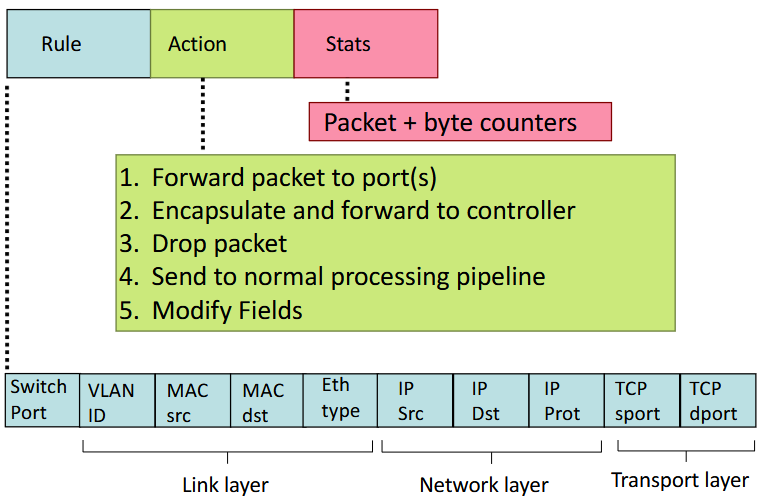 Rule Action Stats
Packet + byte counters
1. Forward packet to port(s)
2. Encapsulate and forward to controller
3. Drop packet
4. Send to normal processing pipeline
5. Modify Fields
Switch Port
VLAN ID
MAC src
MAC dst
Eth type
IP Src
IP Dst
IP Prot
TCP sport
TCP dport
Link layer
Network layer
Transport layer